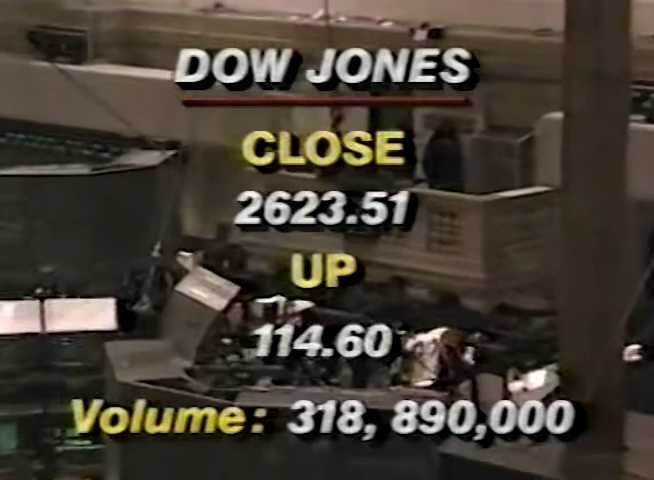 DOW JONES
CLOSE
2623.51
UP
114.60
Volume: 318, 890,000